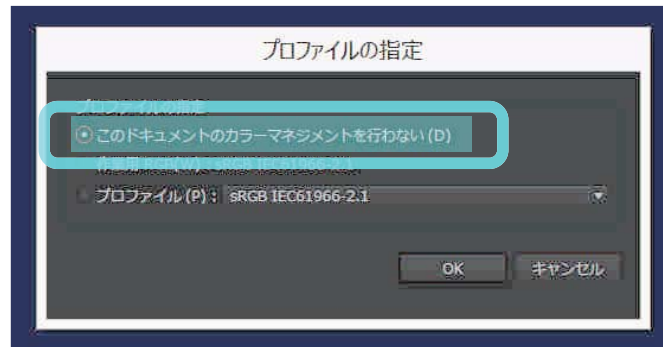 プロファイルの指定
プロファイルの指定
このドキュメントのカラーマネジメントを行わない (D)
作業用 RGB(W) : sRGB IEC61966-2.1
プロファイル (P) : sRGB IEC61966-2.1
OK キャンセル